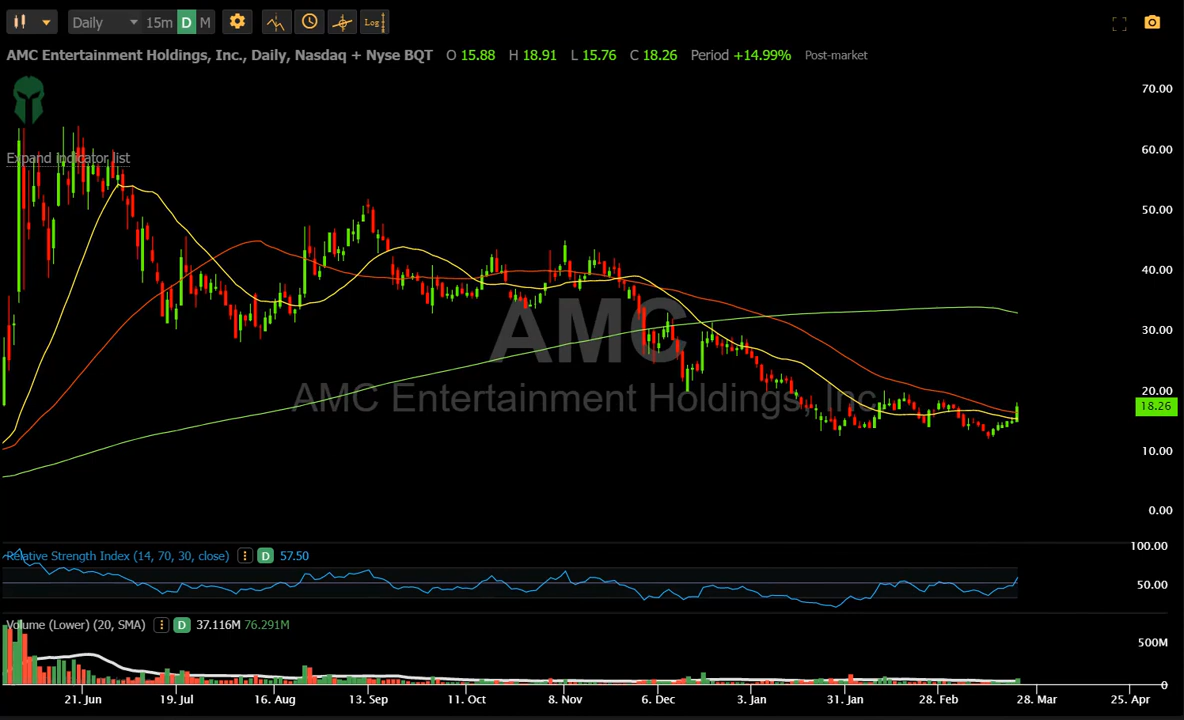 Daily 15m D M Log
AMC Entertainment Holdings, Inc., Daily, Nasdaq + Nyse BQT O 15.88 H 18.91 L 15.76 C 18.26 Period +14.99% Post-market
70.00
Expand indicator list
60.00
50.00
40.00
30.00
AMC
20.00
AMC Entertainment Holdings, Inc.
18.26
10.00
0.00
Relative Strength Index (14, 70, 30, close) D 57.50
100.00
50.00
Volume (Lower) (20, SMA) D 37.116M 76.291M
500M
0
21. Jun 19. Jul 16. Aug 13. Sep 11. Oct 8. Nov 6. Dec 3. Jan 31. Jan 28. Feb 28. Mar 25. Apr